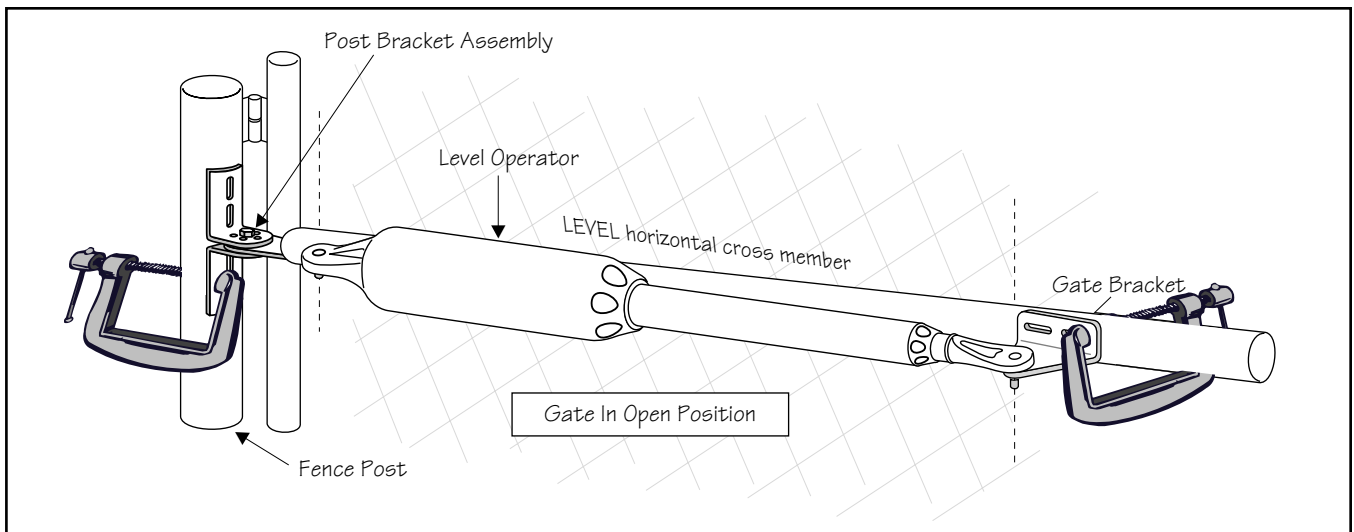 Post Bracket Assembly
Level Operator
LEVEL horizontal cross member
Gate Bracket
Gate In Open Position
Fence Post